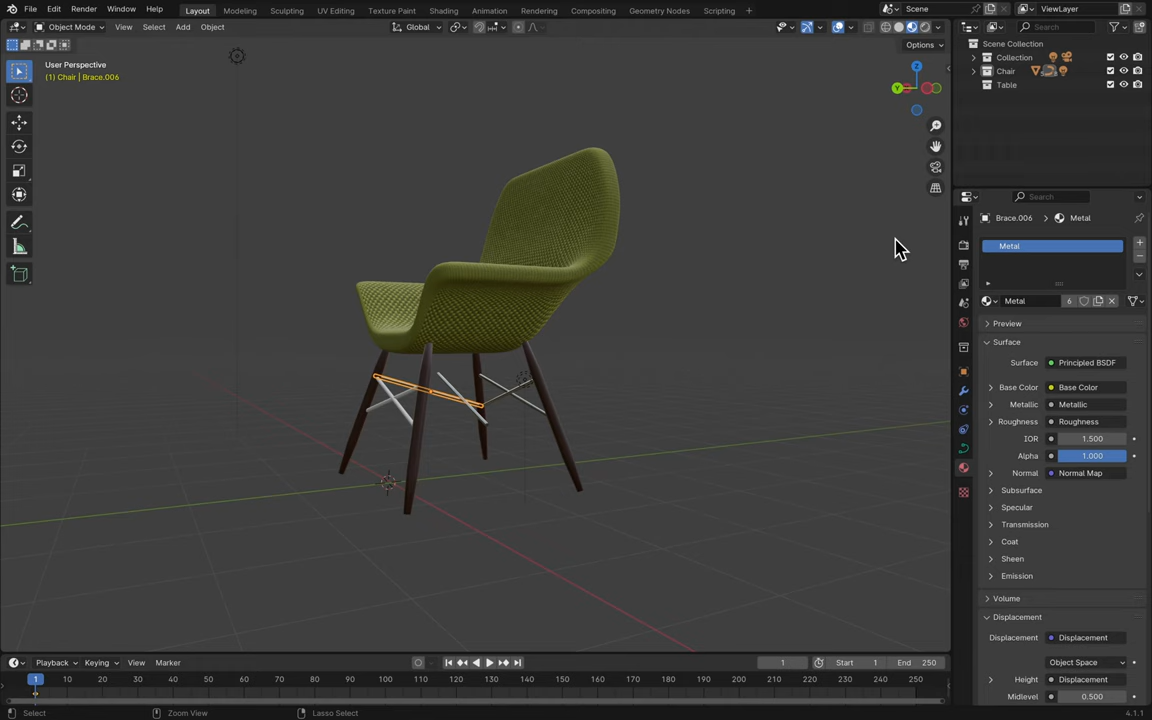 File Edit Render Window Help Layout Modeling Sculpting UV Editing Texture Paint Shading Animation Rendering Compositing Geometry Nodes Scripting + Scene ViewLayer
Object Mode View Select Add Object Global Search
Options
User Perspective
(1) Chair | Brace.006
Z
Y
Scene Collection
Collection
Chair
Table
Search
Brace.006 > Metal
Metal
Metal 6
Preview
Surface
Surface Principled BSDF
Base Color Base Color
Metallic Metallic
Roughness Roughness
IOR 1.500
Alpha 1.000
Normal Normal Map
Subsurface
Specular
Transmission
Coat
Sheen
Emission
Volume
Displacement
Displacement Displacement
Object Space
Height Displacement
Midlevel 0.500
Playback Keying View Marker 1 Start 1 End 250
1 10 20 30 40 50 60 70 80 90 100 110 120 130 140 150 160 170 180 190 200 210 220 230 240 250
Select Zoom View Lasso Select 4.1.1